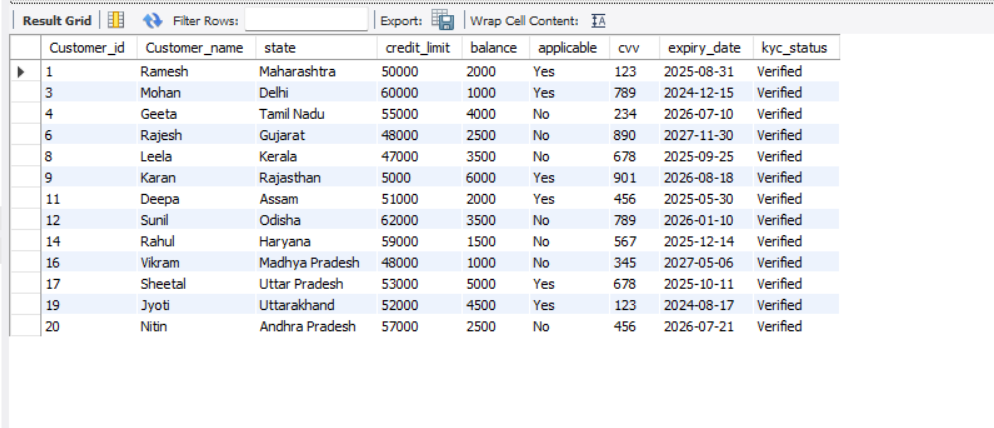 Result Grid Filter Rows: Export: Wrap Cell Content:
Customer_id Customer_name state credit_limit balance applicable cvv expiry_date kyc_status
1 Ramesh Maharashtra 50000 2000 Yes 123 2025-08-31 Verified
3 Mohan Delhi 60000 1000 Yes 789 2024-12-15 Verified
4 Geeta Tamil Nadu 55000 4000 No 234 2026-07-10 Verified
6 Rajesh Gujarat 48000 2500 No 890 2027-11-30 Verified
8 Leela Kerala 47000 3500 No 678 2025-09-25 Verified
9 Karan Rajasthan 5000 6000 Yes 901 2026-08-18 Verified
11 Deepa Assam 51000 2000 Yes 456 2025-05-30 Verified
12 Sunil Odisha 62000 3500 No 789 2026-01-10 Verified
14 Rahul Haryana 59000 1500 No 567 2025-12-14 Verified
16 Vikram Madhya Pradesh 48000 1000 No 345 2027-05-06 Verified
17 Sheetal Uttar Pradesh 53000 5000 Yes 678 2025-10-11 Verified
19 Jyoti Uttarakhand 52000 4500 Yes 123 2024-08-17 Verified
20 Nitin Andhra Pradesh 57000 2500 No 456 2026-07-21 Verified